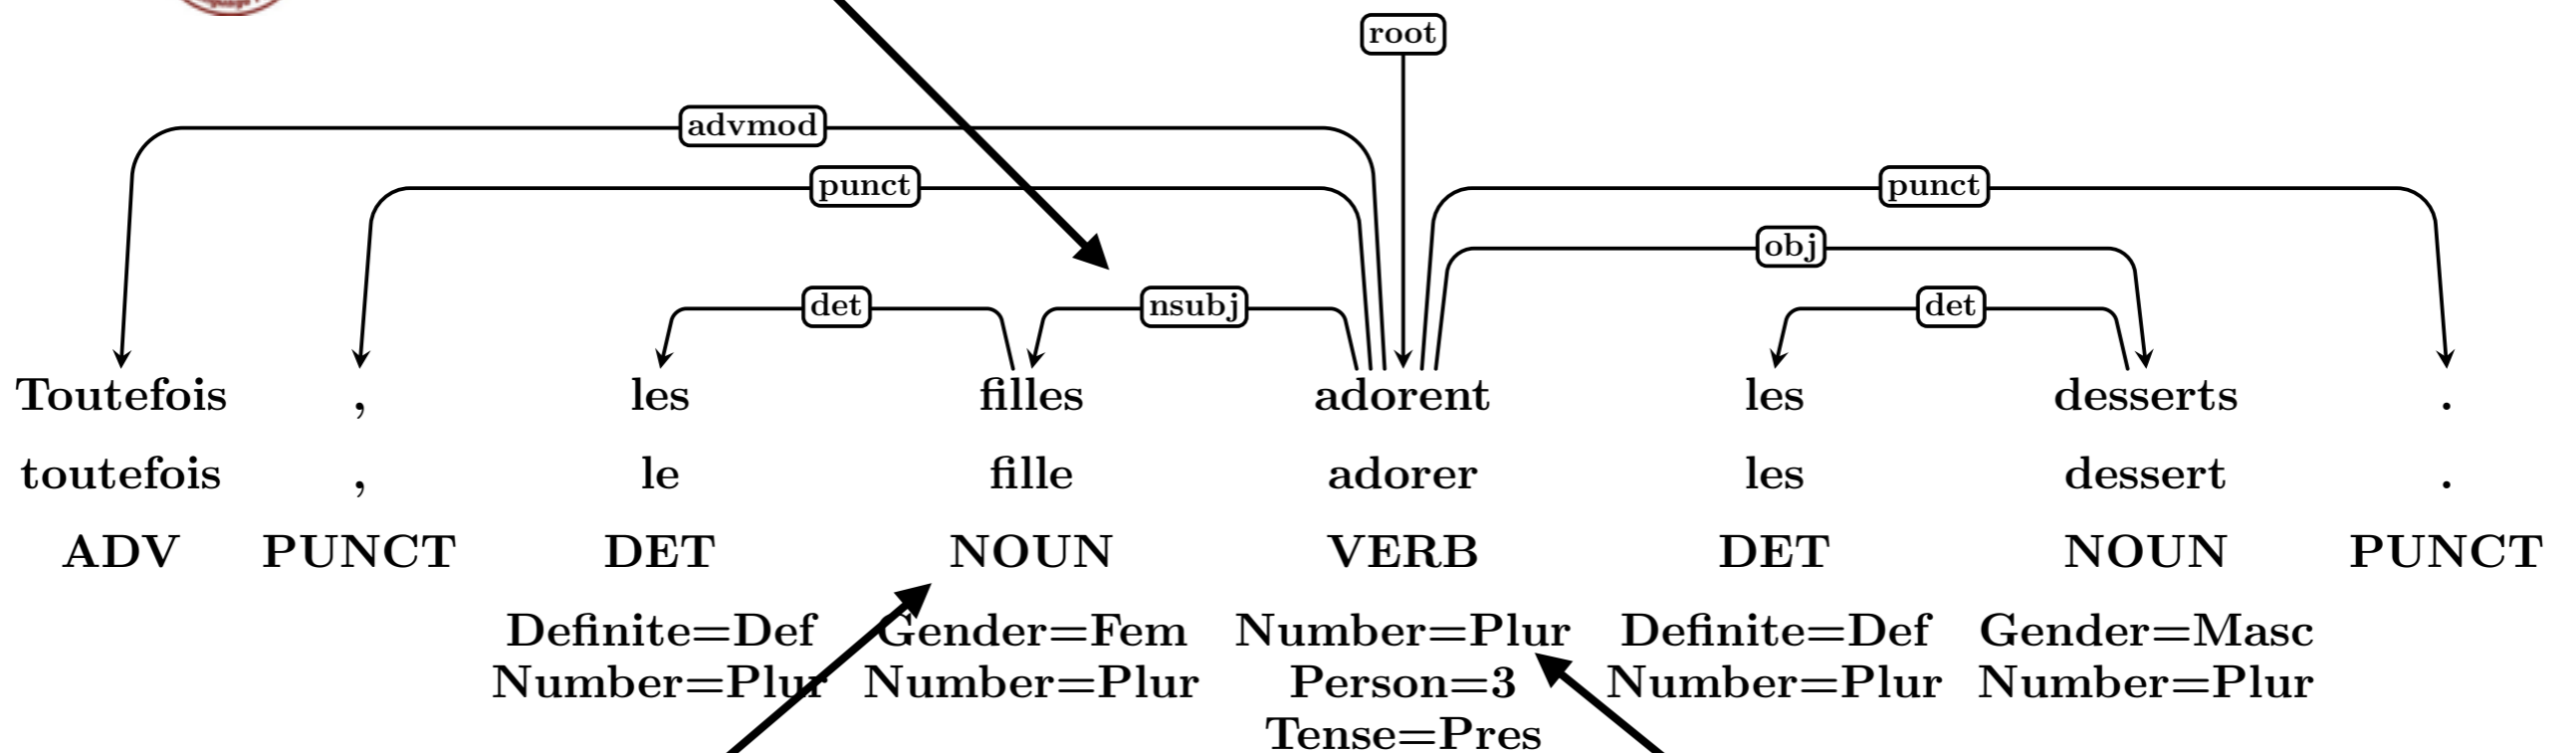 root
advmod
punct punct
obj
det nsubj det
Toutefois , les filles adorent les desserts .
toutefois , le fille adorer les dessert .
ADV PUNCT DET NOUN VERB DET NOUN PUNCT
Definite=Def Gender=Fem Number=Plur Definite=Def Gender=Masc
Number=Plur Number=Plur Person=3 Number=Plur Number=Plur
Tense=Pres